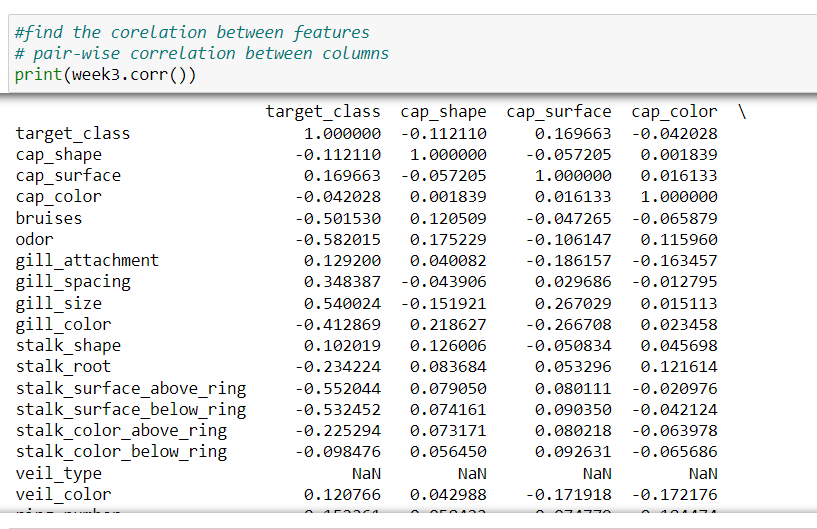 #find the corelation between features
# pair-wise correlation between columns
print(week3.corr())
target_class cap_shape cap_surface cap_color \
target_class 1.000000 -0.112110 0.169663 -0.042028
cap_shape -0.112110 1.000000 -0.057205 0.001839
cap_surface 0.169663 -0.057205 1.000000 0.016133
cap_color -0.042028 0.001839 0.016133 1.000000
bruises -0.501530 0.120509 -0.047265 -0.065879
odor -0.582015 0.175229 -0.106147 0.115960
gill_attachment 0.129200 0.040082 -0.186157 -0.163457
gill_spacing 0.348387 -0.043906 0.029686 -0.012795
gill_size 0.540024 -0.151921 0.267029 0.015113
gill_color -0.412869 0.218627 -0.266708 0.023458
stalk_shape 0.102019 0.126006 -0.050834 0.045698
stalk_root -0.234224 0.083684 0.053296 0.121614
stalk_surface_above_ring -0.552044 0.079050 0.080111 -0.020976
stalk_surface_below_ring -0.532452 0.074161 0.090350 -0.042124
stalk_color_above_ring -0.225294 0.073171 0.080218 -0.063978
stalk_color_below_ring -0.098476 0.056450 0.092631 -0.065686
veil_type NaN NaN NaN NaN
veil_color 0.120766 0.042988 -0.171918 -0.172176